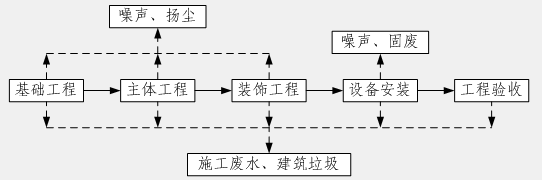 噪声、扬尘
噪声、固废
基础工程
主体工程
装饰工程
设备安装
工程验收
施工废水、建筑垃圾